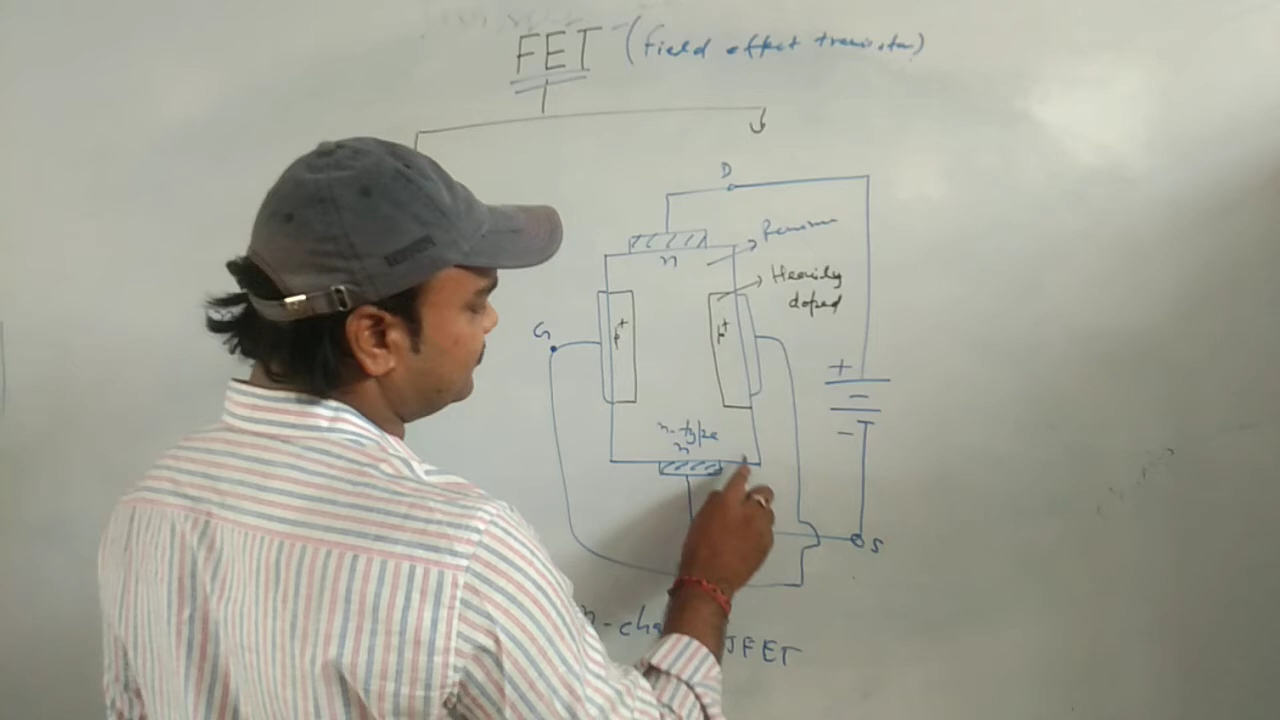 FET (field effect transistor)
D
n
Heavily
doped
G
p+
p+
+
-
n-type
n
S
JFET